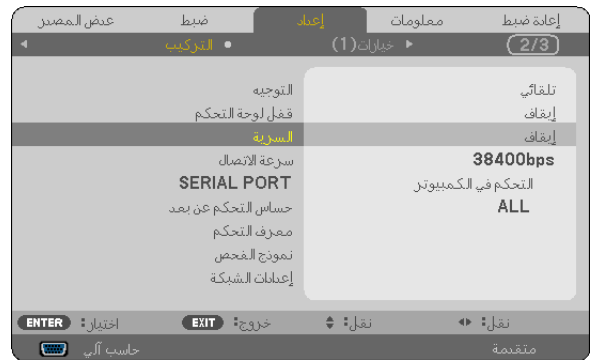 عرض المصدر ضبط إعداد معلومات إعادة ضبط
التركيب خيارات(1) 2/3
التوجيه تلقائي
قفل لوحة التحكم إيقاف
السرية إيقاف
سرعة الاتصال 38400bps
SERIAL PORT التحكم في الكمبيوتر
حساس التحكم عن بعد ALL
معرف التحكم
نموذج الفحص
إعدادات الشبكة
ENTER :اختيار EXIT :خروج نقل: نقل:
حاسب آلي متقدمة